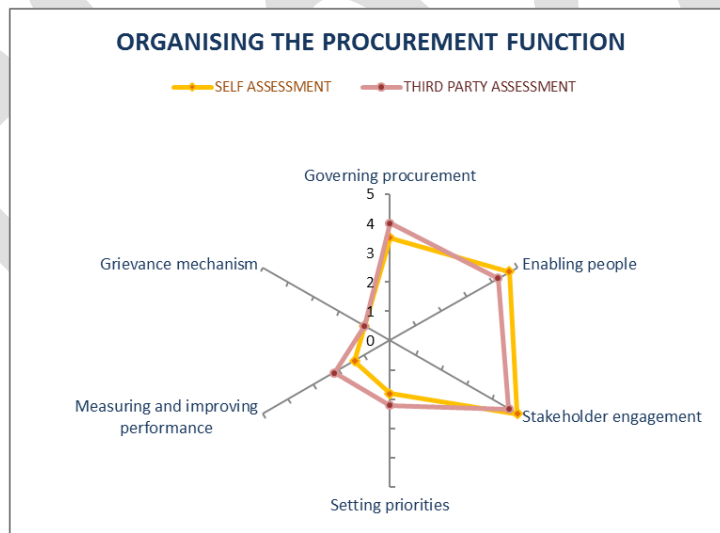 ORGANISING THE PROCUREMENT FUNCTION
SELF ASSESSMENT
THIRD PARTY ASSESSMENT
Governing procurement
5
4
3
2
1
0
Enabling people
Stakeholder engagement
Setting priorities
Measuring and improving
performance
Grievance mechanism